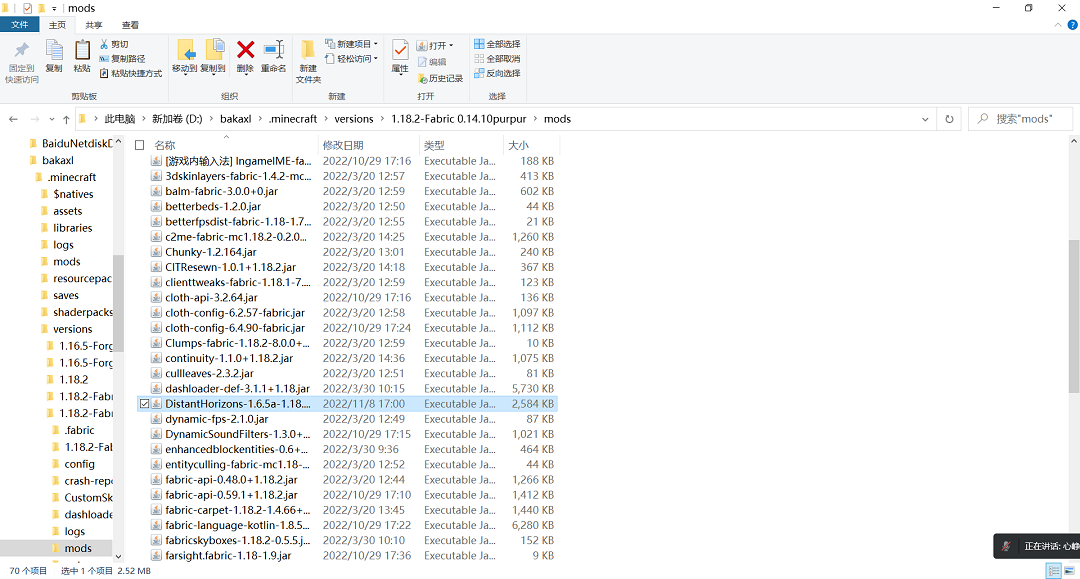 mods
文件 主页 共享 查看
固定到快速访问 复制 粘贴 剪切 复制路径 粘贴快捷方式 移动到 复制到 删除 重命名 新建文件夹 新建项目 轻松访问 属性 打开 编辑 历史记录 全部选择 全部取消 反向选择
剪贴板 组织 新建 打开 选择
此电脑 › 新加卷 (D:) › bakaxl › .minecraft › versions › 1.18.2-Fabric 0.14.10purpur › mods 搜索"mods"
BaiduNetdiskD
bakaxl
.minecraft
$natives
assets
libraries
logs
mods
resourcepac
saves
shaderpacks
versions
1.16.5-Forg
1.16.5-Forg
1.18.2
1.18.2-Fabr
1.18.2-Fabr
.fabric
1.18.2-Fal
config
crash-repo
CustomSk
dashloade
logs
mods
名称 修改日期 类型 大小
[游戏内输入法] IngameIME-fa... 2022/10/29 17:16 Executable Ja... 188 KB
3dskinlayers-fabric-1.4.2-mc... 2022/3/20 12:57 Executable Ja... 413 KB
balm-fabric-3.0.0+0.jar 2022/3/20 12:59 Executable Ja... 602 KB
betterbeds-1.2.0.jar 2022/3/20 12:50 Executable Ja... 44 KB
betterfpsdist-fabric-1.18-1.7... 2022/3/20 12:55 Executable Ja... 21 KB
c2me-fabric-mc1.18.2-0.2.0... 2022/3/20 14:25 Executable Ja... 1,260 KB
Chunky-1.2.164.jar 2022/3/20 13:01 Executable Ja... 240 KB
CITResewn-1.0.1+1.18.2.jar 2022/3/20 14:18 Executable Ja... 367 KB
clienttweaks-fabric-1.18.1-7.... 2022/3/20 12:59 Executable Ja... 123 KB
cloth-api-3.2.64.jar 2022/10/29 17:16 Executable Ja... 136 KB
cloth-config-6.2.57-fabric.jar 2022/3/20 12:58 Executable Ja... 1,097 KB
cloth-config-6.4.90-fabric.jar 2022/10/29 17:24 Executable Ja... 1,112 KB
Clumps-fabric-1.18.2-8.0.0+... 2022/3/20 12:59 Executable Ja... 10 KB
continuity-1.1.0+1.18.2.jar 2022/3/20 14:36 Executable Ja... 1,075 KB
cullleaves-2.3.2.jar 2022/3/20 12:51 Executable Ja... 81 KB
dashloader-def-3.1.1+1.18.jar 2022/3/30 10:15 Executable Ja... 5,730 KB
DistantHorizons-1.6.5a-1.18.... 2022/11/8 17:00 Executable Ja... 2,584 KB
dynamic-fps-2.1.0.jar 2022/3/20 12:49 Executable Ja... 87 KB
DynamicSoundFilters-1.3.0+... 2022/10/29 17:15 Executable Ja... 1,021 KB
enhancedblockentities-0.6+... 2022/3/30 9:36 Executable Ja... 464 KB
entityculling-fabric-mc1.18-... 2022/3/20 12:52 Executable Ja... 44 KB
fabric-api-0.48.0+1.18.2.jar 2022/3/20 12:44 Executable Ja... 1,266 KB
fabric-api-0.59.1+1.18.2.jar 2022/10/29 17:10 Executable Ja... 1,412 KB
fabric-carpet-1.18.2-1.4.66+... 2022/3/20 13:45 Executable Ja... 1,440 KB
fabric-language-kotlin-1.8.5... 2022/10/29 17:22 Executable Ja... 6,280 KB
fabricskyboxes-1.18.2-0.5.5.j... 2022/3/30 10:10 Executable Ja... 152 KB
farsight.fabric-1.18-1.9.jar 2022/10/29 17:36 Executable Ja... 9 KB
正在讲话: 心静
70 个项目 选中 1 个项目 2.52 MB